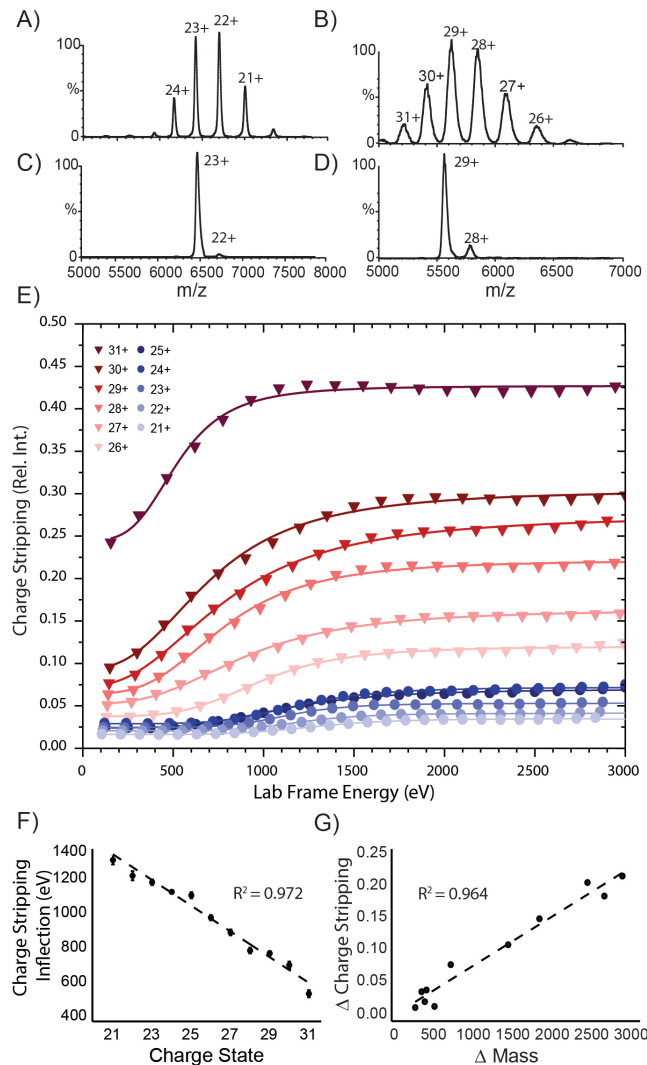 A)
100
%
0
24+
23+
22+
21+
B)
100
%
0
31+
30+
29+
28+
27+
26+
C)
100
%
0
23+
22+
5000 5500 6000 6500 7000 7500 8000
m/z
D)
100
%
0
29+
28+
5000 5500 6000 6500 7000
m/z
E)
0.50
0.45
0.40
0.35
0.30
0.25
0.20
0.15
0.10
0.05
0.00
Charge Stripping (Rel. Int.)
31+ 25+
30+ 24+
29+ 23+
28+ 22+
27+ 21+
26+
0 500 1000 1500 2000 2500 3000
Lab Frame Energy (eV)
F)
1400
1200
1000
800
600
400
Charge Stripping
Inflection (eV)
R² = 0.972
21 23 25 27 29 31
Charge State
G)
0.25
0.20
0.15
0.10
0.05
0.00
Δ Charge Stripping
R² = 0.964
0 500 1000 1500 2000 2500 3000
Δ Mass